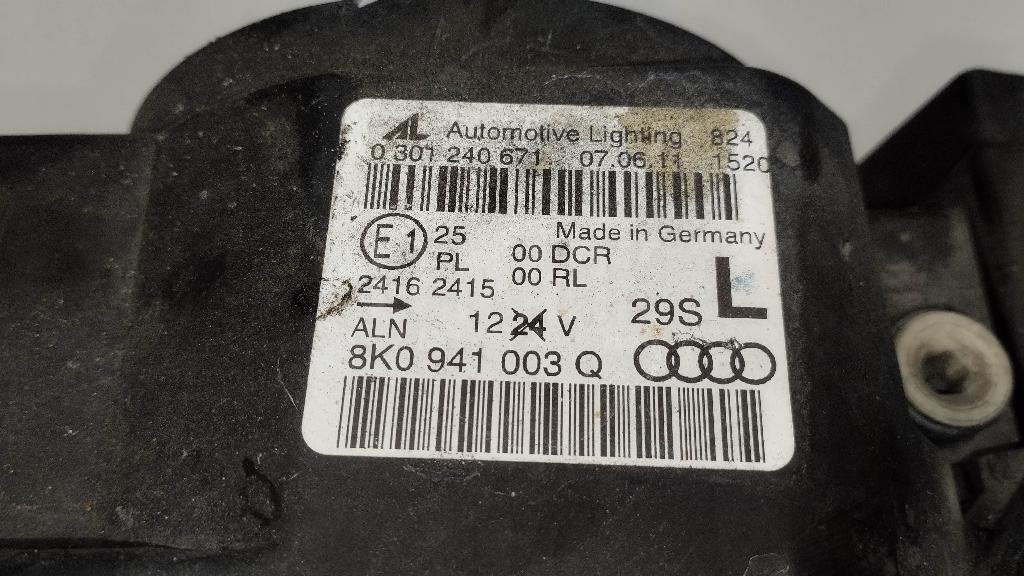 AL Automotive Lighting 824
0 301 240 671 07.06.11 1520
Made in Germany
E1 25 00 DCR
PL 00 RL
2416 2415
29S L
ALN 12 24 V
8K0 941 003 Q